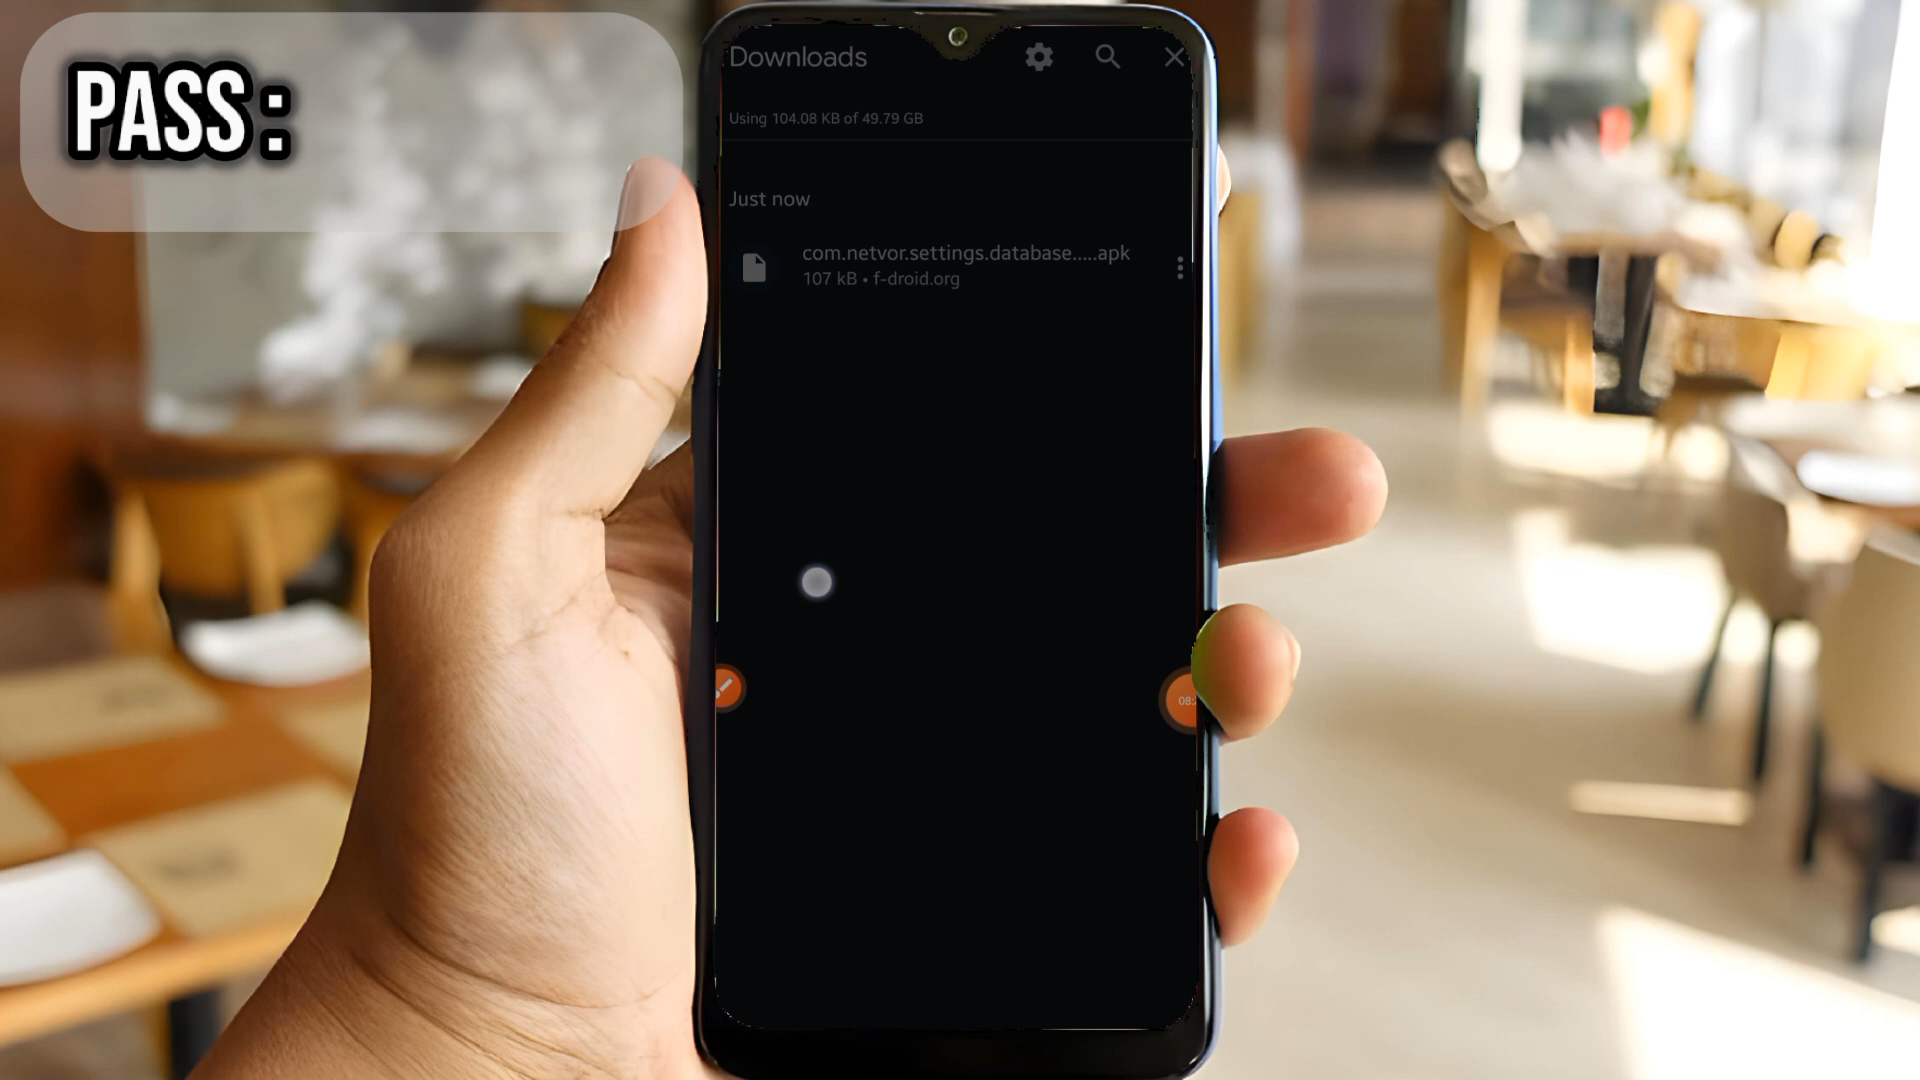 PASS:
Downloads
Using 104.08 KB of 49.79 GB
Just now
com.netvor.settings.database.....apk
107 kB • f-droid.org